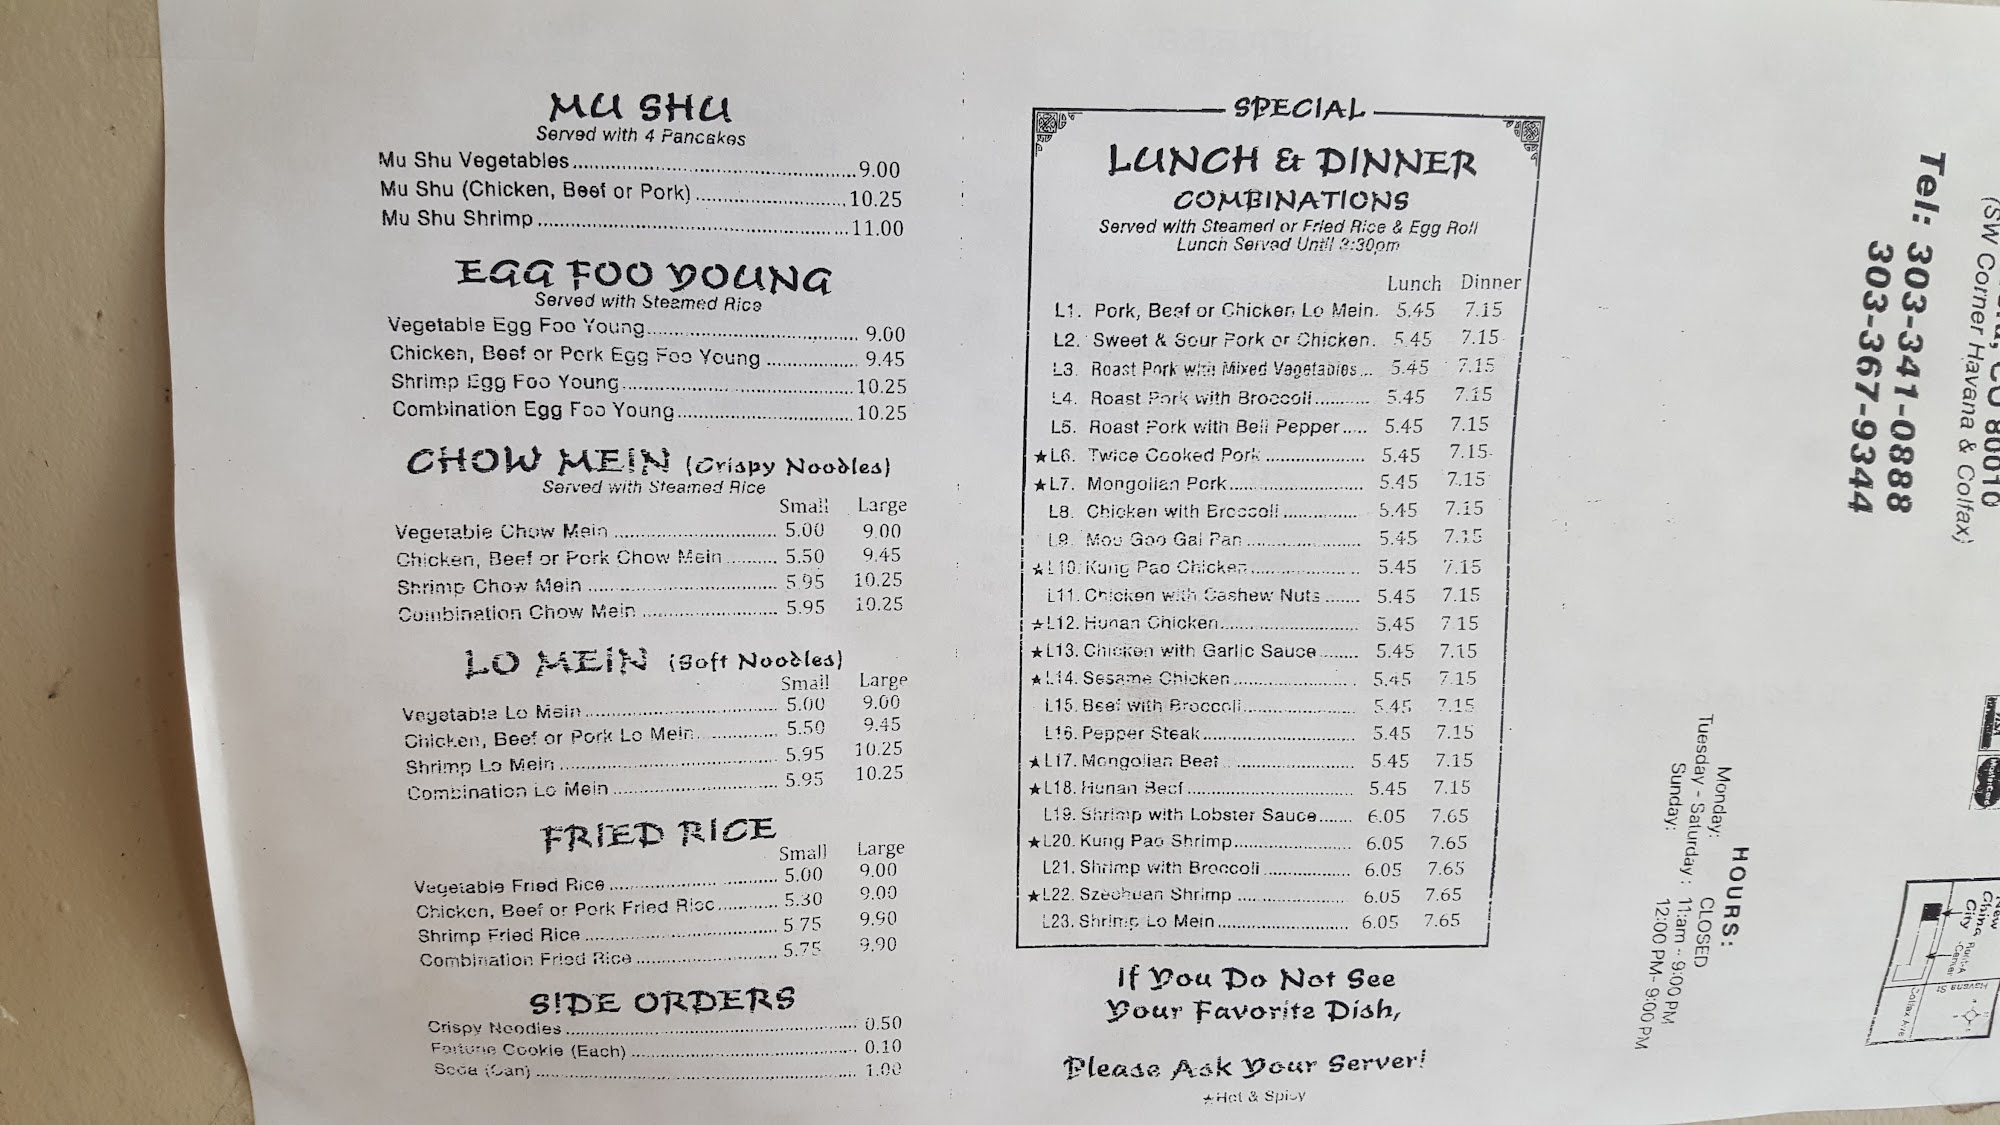 MU SHU
Served with 4 Pancakes
Mu Shu Vegetables 9.00
Mu Shu (Chicken, Beef or Pork) 10.25
Mu Shu Shrimp 11.00
EGG FOO YOUNG
Served with Steamed Rice
Vegetable Egg Foo Young 9.00
Chicken, Beef or Pork Egg Foo Young 9.45
Shrimp Egg Foo Young 10.25
Combination Egg Foo Young 10.25
CHOW MEIN (Crispy Noodles)
Served with Steamed Rice
Small Large
Vegetable Chow Mein 5.00 9.00
Chicken, Beef or Pork Chow Mein 5.50 9.45
Shrimp Chow Mein 5.95 10.25
Combination Chow Mein 5.95 10.25
LO MEIN (Soft Noodles)
Small Large
Vegetable Lo Mein 5.00 9.00
Chicken, Beef or Pork Lo Mein 5.50 9.45
Shrimp Lo Mein 5.95 10.25
Combination Lo Mein 5.95 10.25
FRIED RICE
Small Large
Vegetable Fried Rice 5.00 9.00
Chicken, Beef or Pork Fried Rice 5.30 9.00
Shrimp Fried Rice 5.75 9.90
Combination Fried Rice 5.75 9.90
SIDE ORDERS
Crispy Noodles 0.50
Fortune Cookie (Each) 0.10
Soda (Can) 1.00
SPECIAL
LUNCH & DINNER
COMBINATIONS
Served with Steamed or Fried Rice & Egg Roll
Lunch Served Until 3:30pm
Lunch Dinner
L1. Pork, Beef or Chicken Lo Mein. 5.45 7.15
L2. Sweet & Sour Pork or Chicken. 5.45 7.15
L3. Roast Pork with Mixed Vegetables... 5.45 7.15
L4. Roast Pork with Broccoli 5.45 7.15
L5. Roast Pork with Bell Pepper 5.45 7.15
★L6. Twice Cooked Pork 5.45 7.15
★L7. Mongolian Pork 5.45 7.15
L8. Chicken with Broccoli 5.45 7.15
L9. Moo Goo Gai Pan 5.45 7.15
★L10. Kung Pao Chicken 5.45 7.15
L11. Chicken with Cashew Nuts 5.45 7.15
★L12. Hunan Chicken 5.45 7.15
★L13. Chicken with Garlic Sauce 5.45 7.15
★L14. Sesame Chicken 5.45 7.15
L15. Beef with Broccoli 5.45 7.15
L16. Pepper Steak 5.45 7.15
★L17. Mongolian Beef 5.45 7.15
★L18. Hunan Beef 5.45 7.15
L19. Shrimp with Lobster Sauce 6.05 7.65
★L20. Kung Pao Shrimp 6.05 7.65
L21. Shrimp with Broccoli 6.05 7.65
★L22. Szechuan Shrimp 6.05 7.65
L23. Shrimp Lo Mein 6.05 7.65
If You Do Not See
Your Favorite Dish,
Please Ask Your Server!
★Hot & Spicy
CO 80010
(SW Corner Havana & Colfax)
Tel: 303-341-0888
303-367-9344
HOURS:
Monday: CLOSED
Tuesday - Saturday: 11:am - 9:00 PM
Sunday: 12:00 PM - 9:00 PM
New
China
City
Rent-A
-Center
Havana St
Colfax Ave
MasterCard